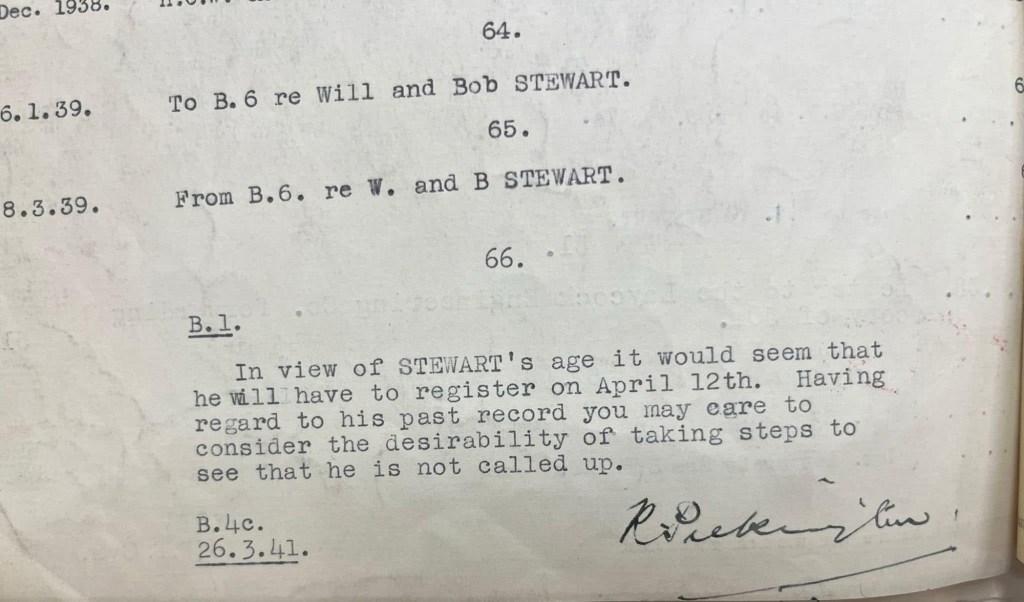 Dec. 1938.
64.
6.1.39. To B.6 re Will and Bob STEWART.
65.
8.3.39. From B.6. re W. and B STEWART.
66.
B.1.
In view of STEWART's age it would seem that
he will have to register on April 12th. Having
regard to his past record you may care to
consider the desirability of taking steps to
see that he is not called up.
B.4c.
26.3.41.